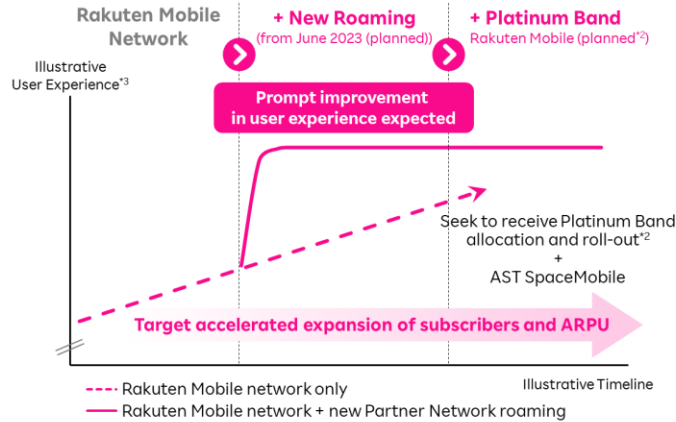 Rakuten Mobile
Network
+ New Roaming
(from June 2023 (planned))
+ Platinum Band
Rakuten Mobile (planned*2)
Illustrative
User Experience*3
Prompt improvement
in user experience expected
Seek to receive Platinum Band
allocation and roll-out*2
+
AST SpaceMobile
Target accelerated expansion of subscribers and ARPU
Illustrative Timeline
Rakuten Mobile network only
Rakuten Mobile network + new Partner Network roaming